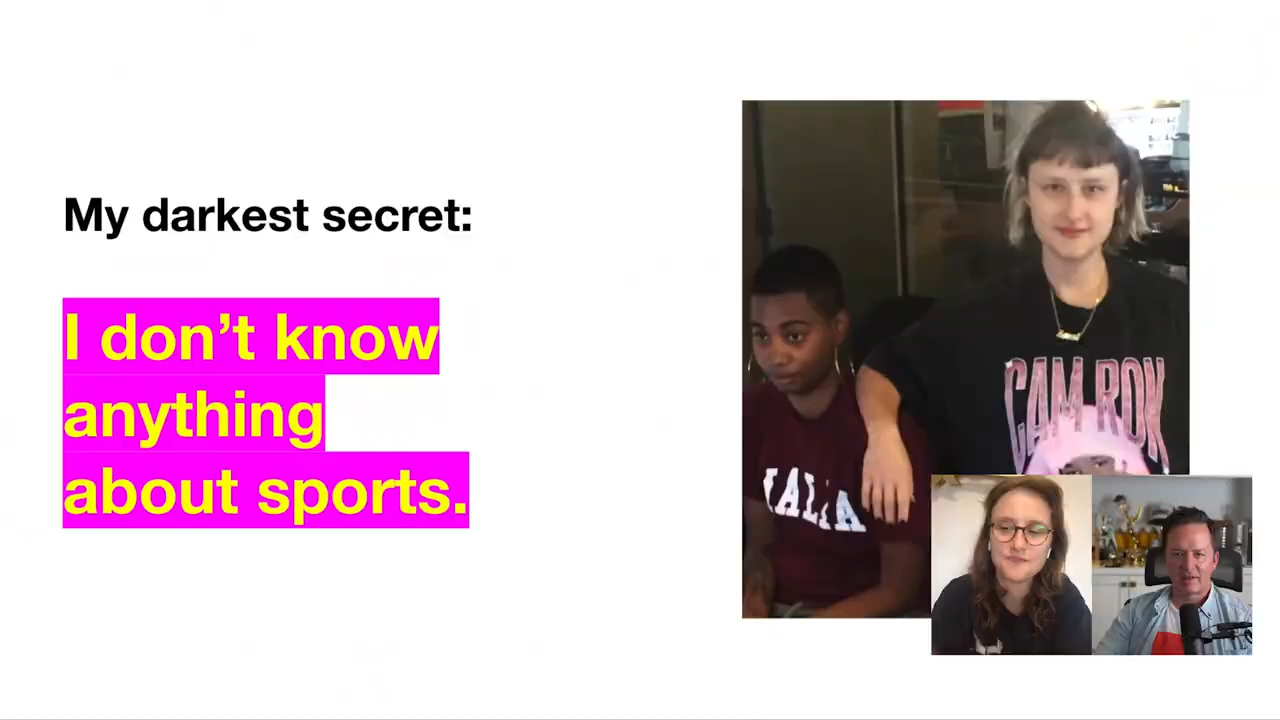 My darkest secret:
I don’t know
anything
about sports.
CAM RON